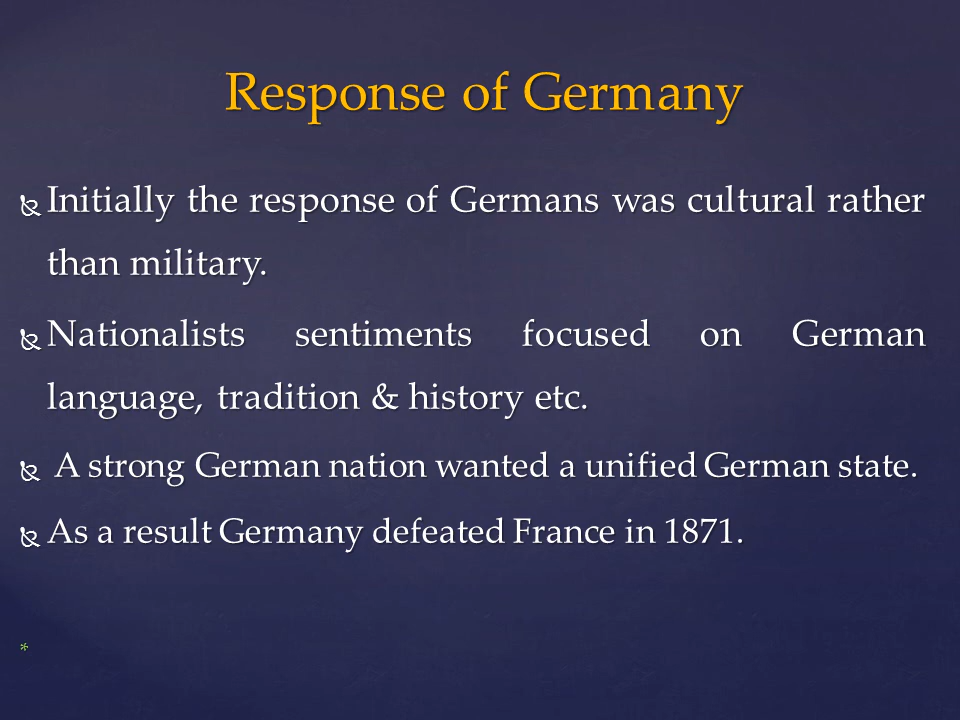 Response of Germany
Initially the response of Germans was cultural rather
than military.
Nationalists sentiments focused on German
language, tradition & history etc.
A strong German nation wanted a unified German state.
As a result Germany defeated France in 1871.
*